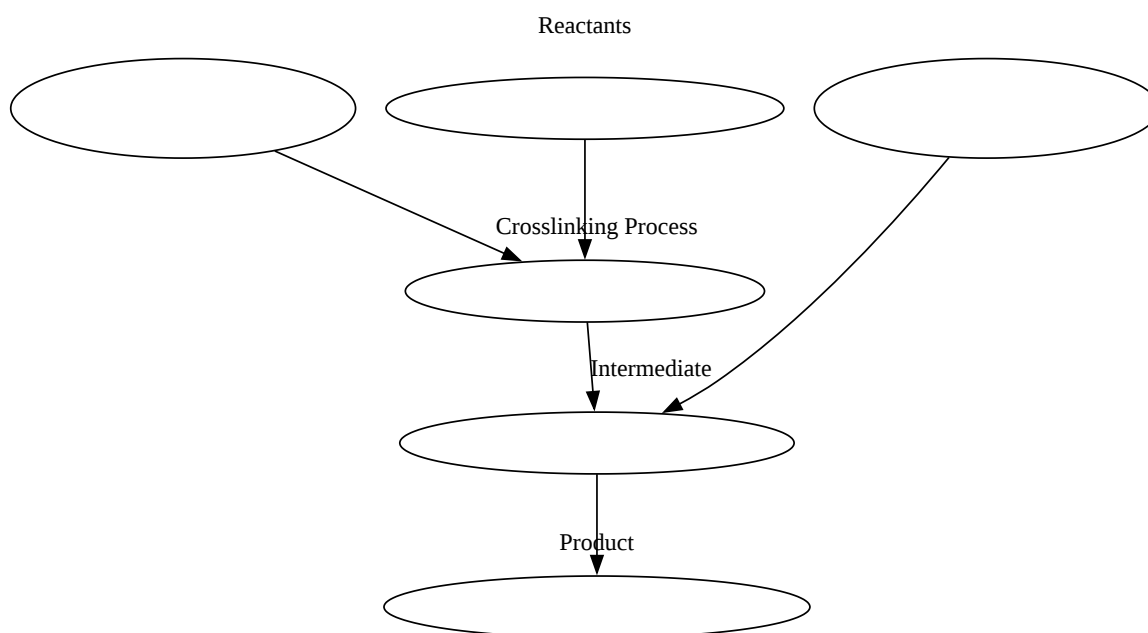 Reactants
Crosslinking Process
Intermediate
Product